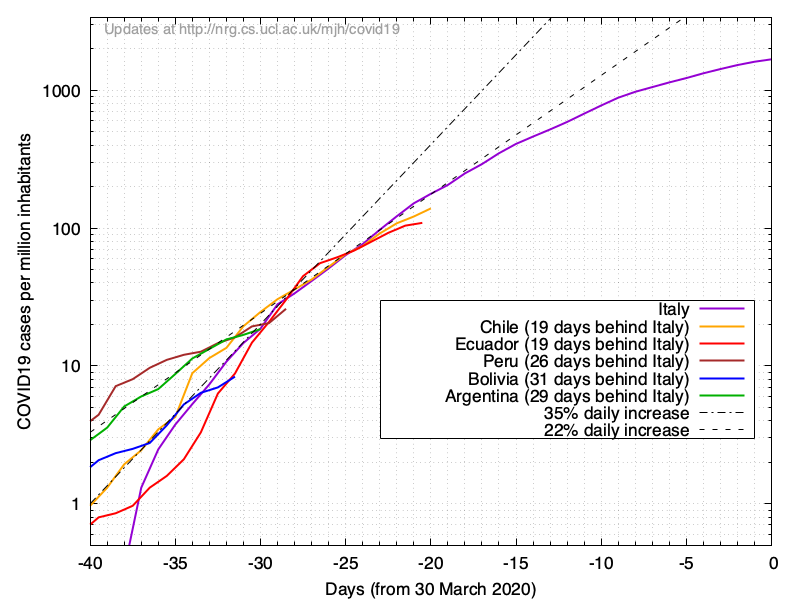 Updates at http://nrg.cs.ucl.ac.uk/mjh/covid19
COVID19 cases per million inhabitants
1000
100
10
1
Italy
Chile (19 days behind Italy)
Ecuador (19 days behind Italy)
Peru (26 days behind Italy)
Bolivia (31 days behind Italy)
Argentina (29 days behind Italy)
35% daily increase
22% daily increase
-40 -35 -30 -25 -20 -15 -10 -5 0
Days (from 30 March 2020)